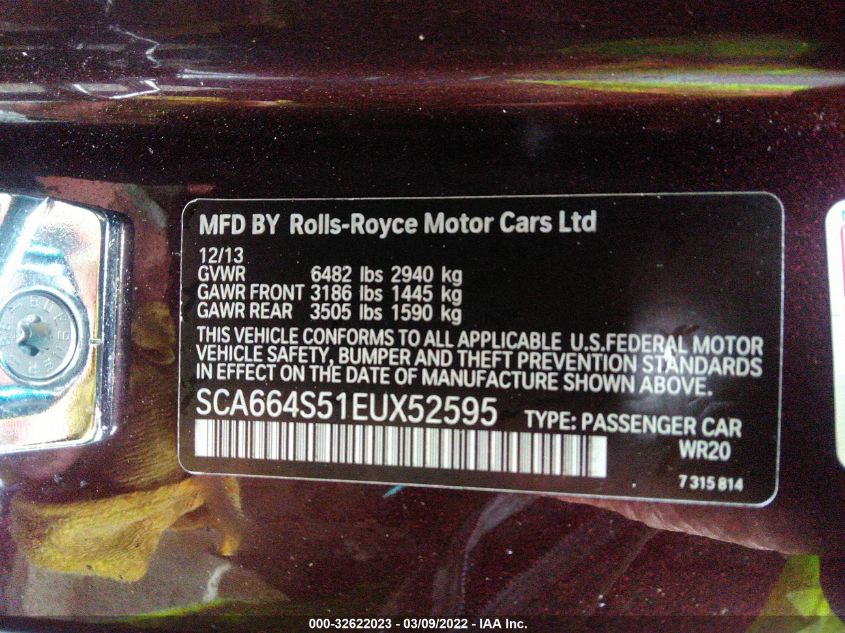 MFD BY Rolls-Royce Motor Cars Ltd
12/13
GVWR 6482 lbs 2940 kg
GAWR FRONT 3186 lbs 1445 kg
GAWR REAR 3505 lbs 1590 kg
THIS VEHICLE CONFORMS TO ALL APPLICABLE U.S.FEDERAL MOTOR
VEHICLE SAFETY, BUMPER AND THEFT PREVENTION STANDARDS
IN EFFECT ON THE DATE OF MANUFACTURE SHOWN ABOVE.
SCA664S51EUX52595 TYPE: PASSENGER CAR
WR20
7 315 814
000-32622023 - 03/09/2022 - IAA Inc.